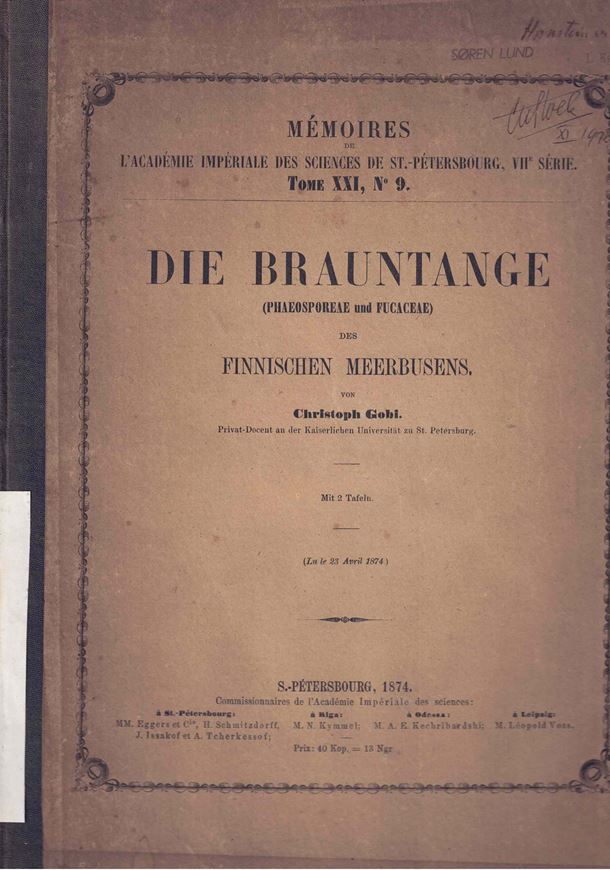 SØREN LUND
MÉMOIRES
DE
L'ACADÉMIE IMPÉRIALE DES SCIENCES DE ST.-PÉTERSBOURG, VIIᴱ SÉRIE.
TOME XXI, Nº 9.
DIE BRAUNTANGE
(PHAEOSPOREAE und FUCACEAE)
DES
FINNISCHEN MEERBUSENS.
VON
Christoph Gobi.
Privat-Docent an der Kaiserlichen Universität zu St. Petersburg.
Mit 2 Tafeln.
(Lu le 23 Avril 1874)
S.-PÉTERSBOURG, 1874.
Commissionnaires de l'Académie Impériale des sciences:
à St.-Pétersbourg: à Riga: à Odessa: à Leipzig:
MM. Eggers et Cie, H. Schmitzdorff, M. N. Kymmel; M. A. E. Kechribardshi; M. Léopold Voss.
J. Issakof et A. Tcherkessof;
Prix: 40 Kop. = 13 Ngr.